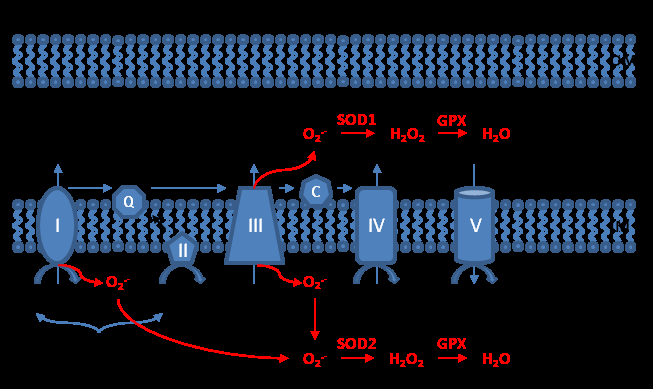 SOD1 GPX
O₂•⁻ H₂O₂ H₂O
Q C
I II III IV V
O₂•⁻ O₂•⁻
SOD2 GPX
O₂•⁻ H₂O₂ H₂O